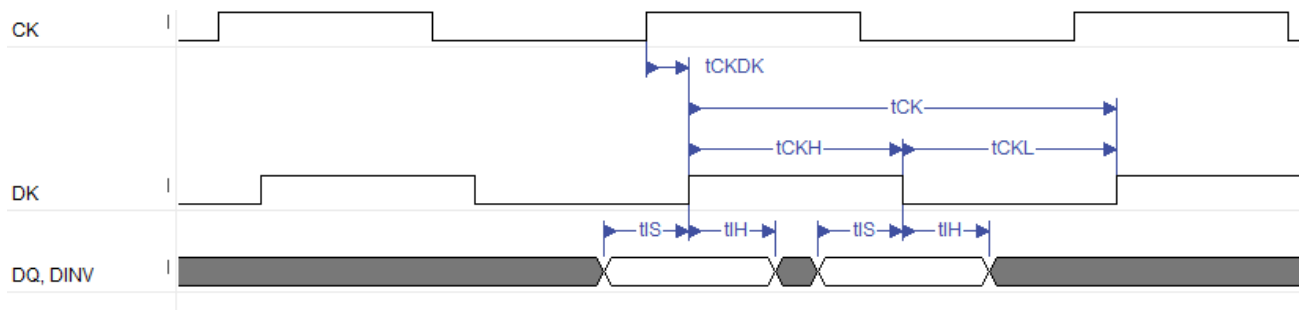 CK
tCKDK
tCK
tCKH tCKL
DK
tIS tIH tIS tIH
DQ, DINV